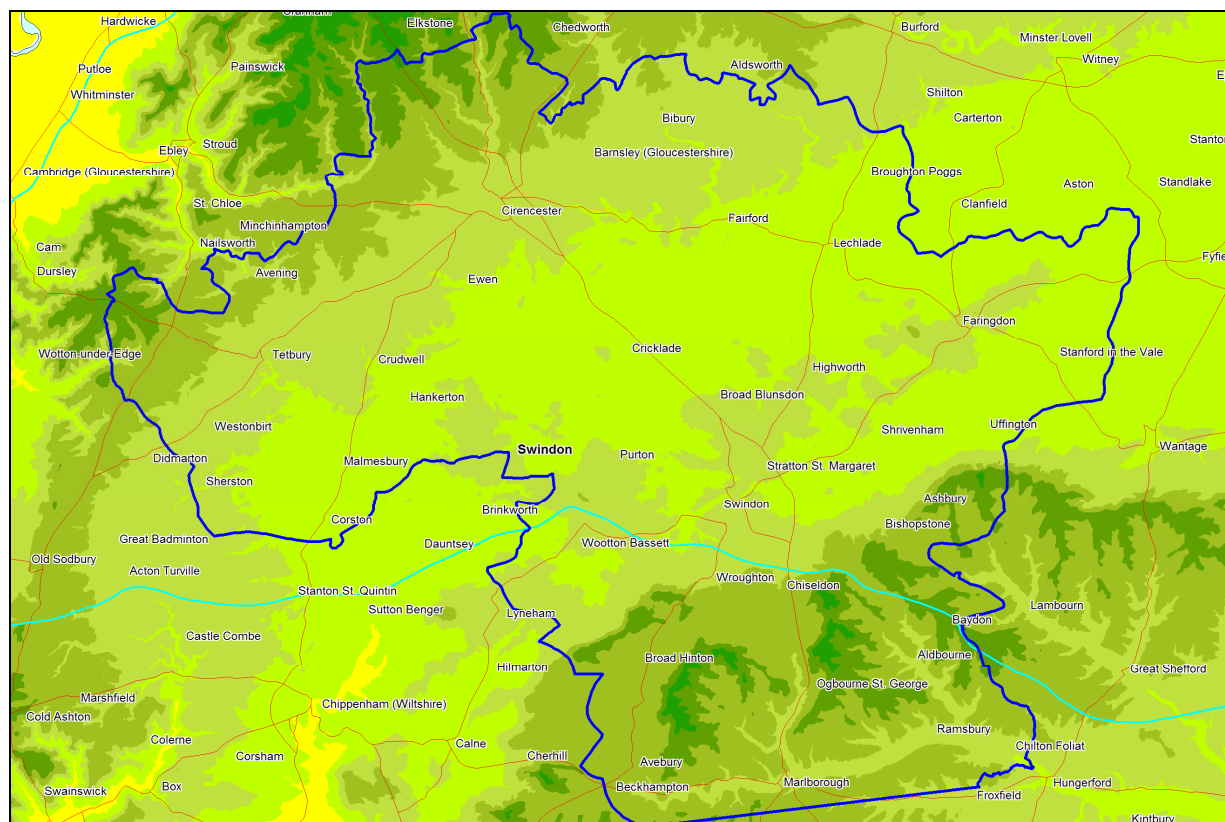 Cranham
Hardwicke
Elkstone
Chedworth
Burford
Minster Lovell
Witney
Putloe
Painswick
Aldsworth
Whitminster
Shilton
Carterton
Bibury
Stroud
Ebley
Barnsley (Gloucestershire)
Cambridge (Gloucestershire)
Broughton Poggs
Aston
Standlake
St. Chloe
Clanfield
Cirencester
Fairford
Minchinhampton
Nailsworth
Lechlade
Cam
Dursley
Avening
Ewen
Faringdon
Cricklade
Wotton-under-Edge
Tetbury
Crudwell
Stanford in the Vale
Highworth
Hankerton
Broad Blunsdon
Westonbirt
Uffington
Shrivenham
Wantage
Swindon
Purton
Didmarton
Malmesbury
Stratton St. Margaret
Sherston
Ashbury
Swindon
Brinkworth
Corston
Bishopstone
Great Badminton
Dauntsey
Wootton Bassett
Old Sodbury
Acton Turville
Wroughton
Chiseldon
Stanton St. Quintin
Sutton Benger
Lambourn
Lyneham
Baydon
Castle Combe
Aldbourne
Broad Hinton
Hilmarton
Great Shefford
Ogbourne St. George
Marshfield
Chippenham (Wiltshire)
Cold Ashton
Ramsbury
Colerne
Calne
Chilton Foliat
Corsham
Cherhill
Avebury
Marlborough
Hungerford
Swainswick
Box
Beckhampton
Froxfield
Kintbury